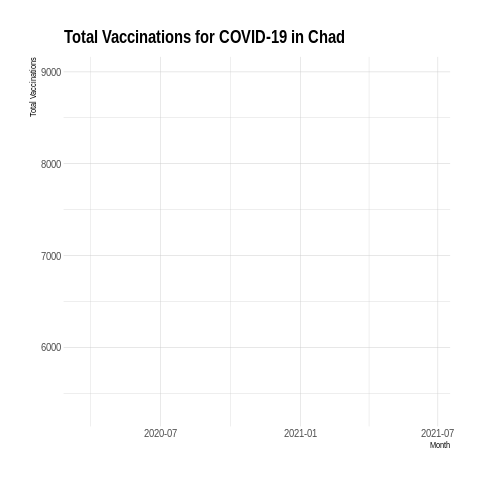 Total Vaccinations for COVID-19 in Chad
Total Vaccinations
9000
8000
7000
6000
2020-07
2021-01
2021-07
Month